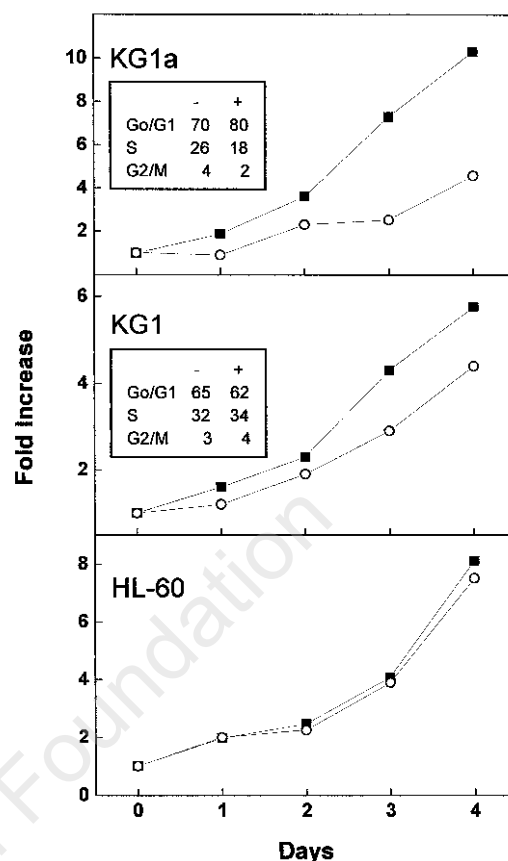 KG1a
- +
Go/G1 70 80
S 26 18
G2/M 4 2
10
8
6
4
2
KG1
- +
Go/G1 65 62
S 32 34
G2/M 3 4
6
4
2
Fold Increase
HL-60
8
6
4
2
0
0 1 2 3 4
Days
Foundation